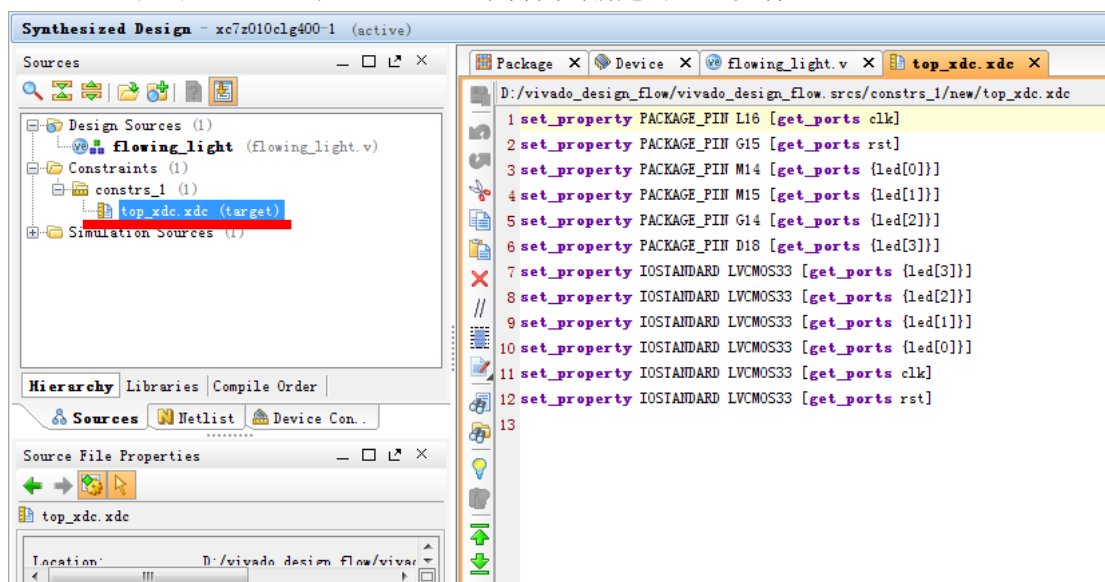 Synthesized Design - xc7z010clg400-1 (active)
Sources
Design Sources (1)
flowing_light (flowing_light.v)
Constraints (1)
constrs_1 (1)
top_xdc.xdc (target)
Simulation Sources (1)
Hierarchy Libraries Compile Order
Sources Netlist Device Con..
Source File Properties
top_xdc.xdc
Location: D:/vivado_design_flow/vivad
Package Device flowing_light.v top_xdc.xdc
D:/vivado_design_flow/vivado_design_flow.srcs/constrs_1/new/top_xdc.xdc
1 set_property PACKAGE_PIN L16 [get_ports clk]
2 set_property PACKAGE_PIN G15 [get_ports rst]
3 set_property PACKAGE_PIN M14 [get_ports {led[0]}]
4 set_property PACKAGE_PIN M15 [get_ports {led[1]}]
5 set_property PACKAGE_PIN G14 [get_ports {led[2]}]
6 set_property PACKAGE_PIN D18 [get_ports {led[3]}]
7 set_property IOSTANDARD LVCMOS33 [get_ports {led[3]}]
8 set_property IOSTANDARD LVCMOS33 [get_ports {led[2]}]
9 set_property IOSTANDARD LVCMOS33 [get_ports {led[1]}]
10 set_property IOSTANDARD LVCMOS33 [get_ports {led[0]}]
11 set_property IOSTANDARD LVCMOS33 [get_ports clk]
12 set_property IOSTANDARD LVCMOS33 [get_ports rst]
13